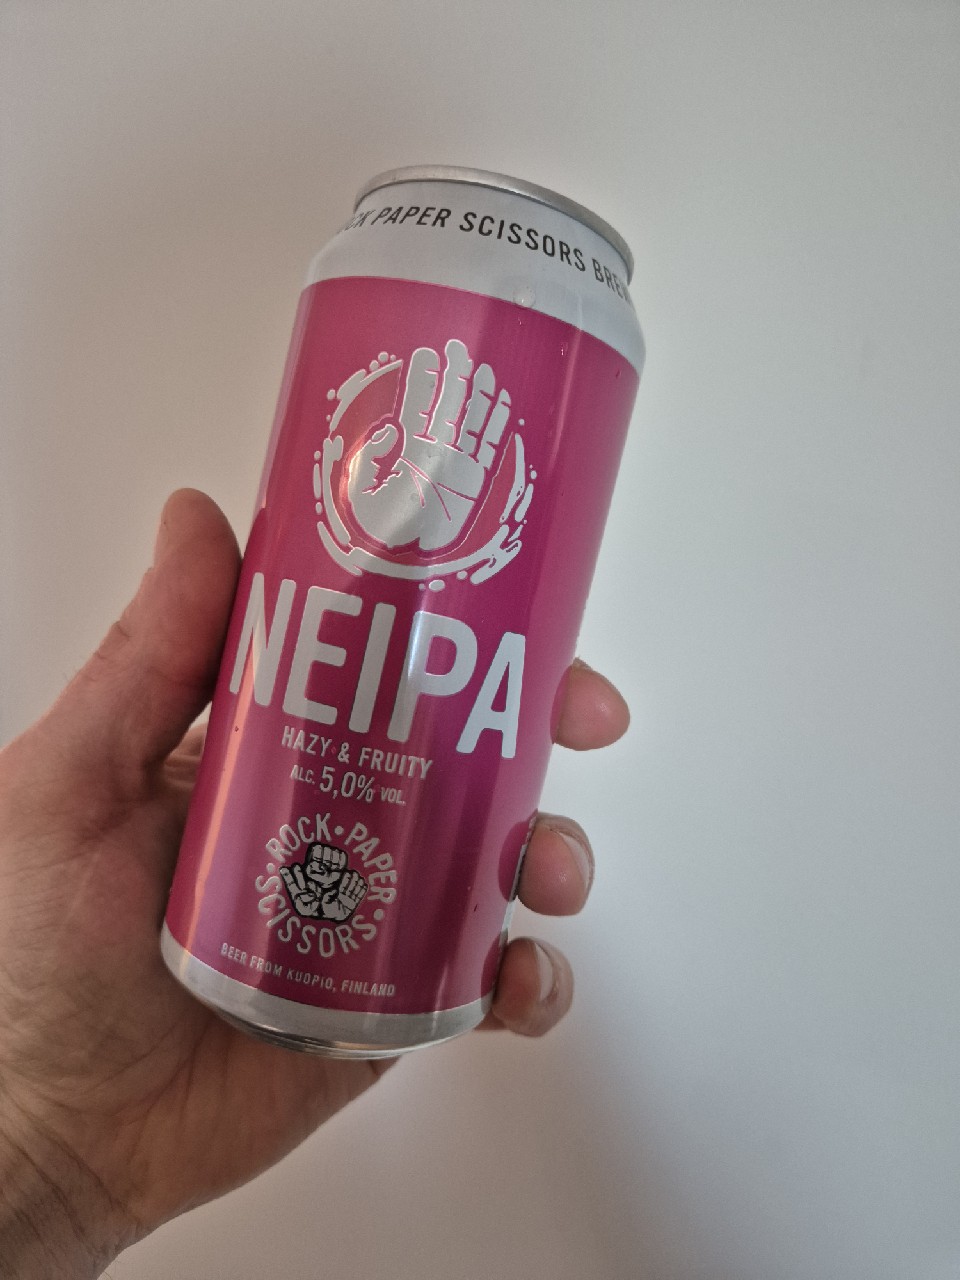 PAPER SCISSORS
NEIPA
HAZY & FRUITY
ALC. 5,0% VOL.
ROCK • PAPER • SCISSORS •
BEER FROM KUOPIO, FINLAND